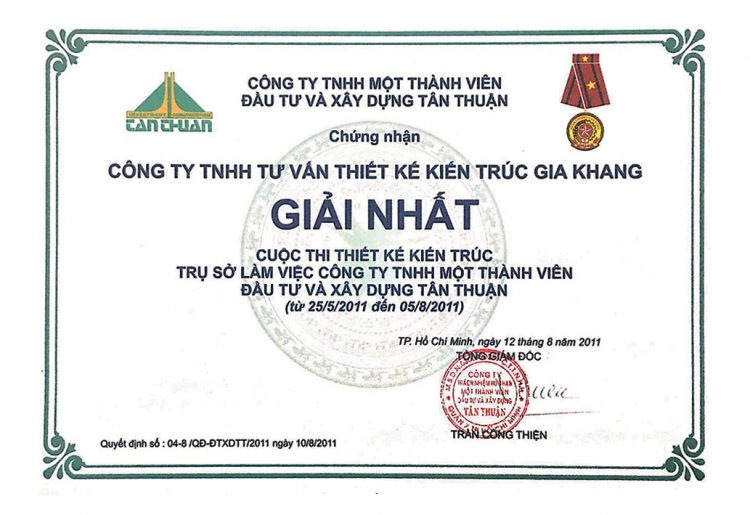 CÔNG TY TNHH MỘT THÀNH VIÊN
ĐẦU TƯ VÀ XÂY DỰNG TÂN THUẬN
INVESTMENT CONSTRUCTION
TAN THUAN
Chứng nhận
CÔNG TY TNHH TƯ VẤN THIẾT KẾ KIẾN TRÚC GIA KHANG
GIẢI NHẤT
CUỘC THI THIẾT KẾ KIẾN TRÚC
TRỤ SỞ LÀM VIỆC CÔNG TY TNHH MỘT THÀNH VIÊN
ĐẦU TƯ VÀ XÂY DỰNG TÂN THUẬN
(từ 25/5/2011 đến 05/8/2011)
TP. Hồ Chí Minh, ngày 12 tháng 8 năm 2011
TỔNG GIÁM ĐỐC
CÔNG TY
TRÁCH NHIỆM HỮU HẠN
MỘT THÀNH VIÊN
ĐẦU TƯ VÀ XÂY DỰNG
TÂN THUẬN
TRẦN CÔNG THIỆN
Quyết định số : 04-8 /QĐ-ĐTXDTT/2011 ngày 10/8/2011